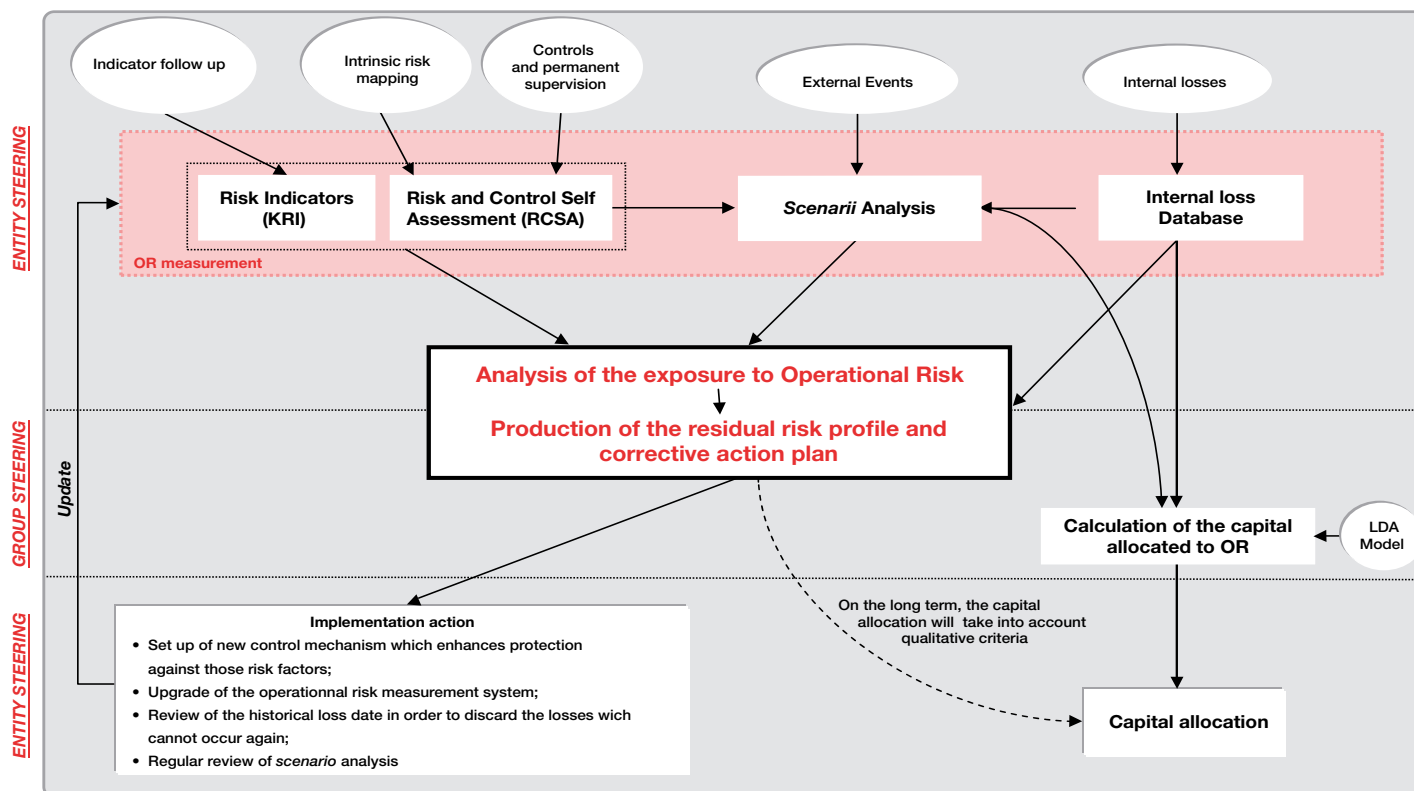 Indicator follow up
Intrinsic risk
mapping
Controls
and permanent
supervision
External Events
Internal losses
ENTITY STEERING
Risk Indicators
(KRI)
Risk and Control Self
Assessment (RCSA)
Scenarii Analysis
Internal loss
Database
OR measurement
Analysis of the exposure to Operational Risk
Production of the residual risk profile and
corrective action plan
GROUP STEERING
Update
Calculation of the capital
allocated to OR
LDA
Model
ENTITY STEERING
Implementation action
• Set up of new control mechanism which enhances protection
against those risk factors;
• Upgrade of the operationnal risk measurement system;
• Review of the historical loss date in order to discard the losses wich
cannot occur again;
• Regular review of scenario analysis
On the long term, the capital
allocation will take into account
qualitative criteria
Capital allocation